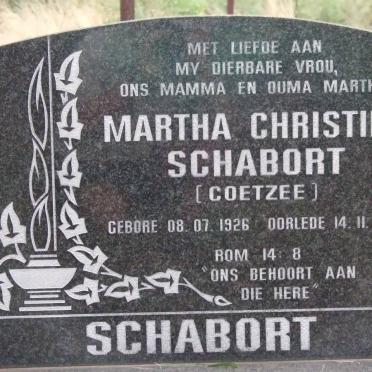 MET LIEFDE AAN
MY DIERBARE VROU,
ONS MAMMA EN OUMA MARTH
MARTHA CHRISTI
SCHABORT
(COETZEE)
GEBORE 08.07.1926 OORLEDE 14.11.
ROM 14:8
"ONS BEHOORT AAN
DIE HERE"
SCHABORT